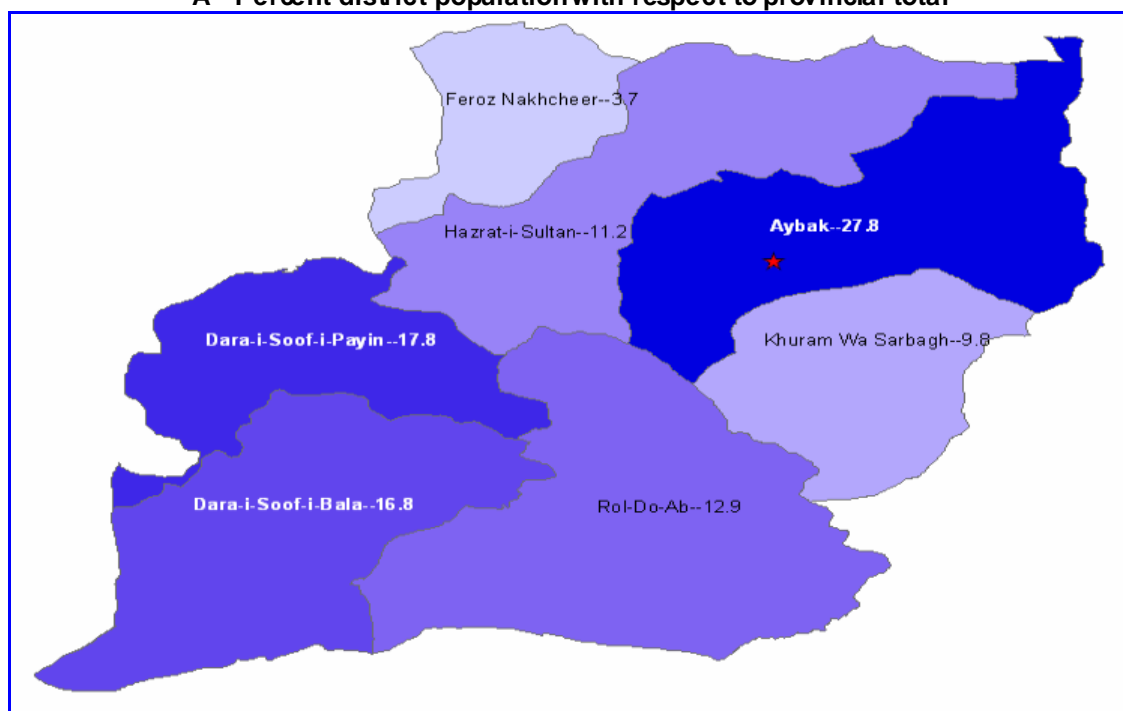 A - Percent district population with respect to provincial total
Feroz Nakhcheer--3.7
Hazrat-i-Sultan--11.2
Aybak--27.8
Dara-i-Soof-i-Payin--17.8
Khuram Wa Sarbagh--9.8
Dara-i-Soof-i-Bala--16.8
Rol-Do-Ab--12.9